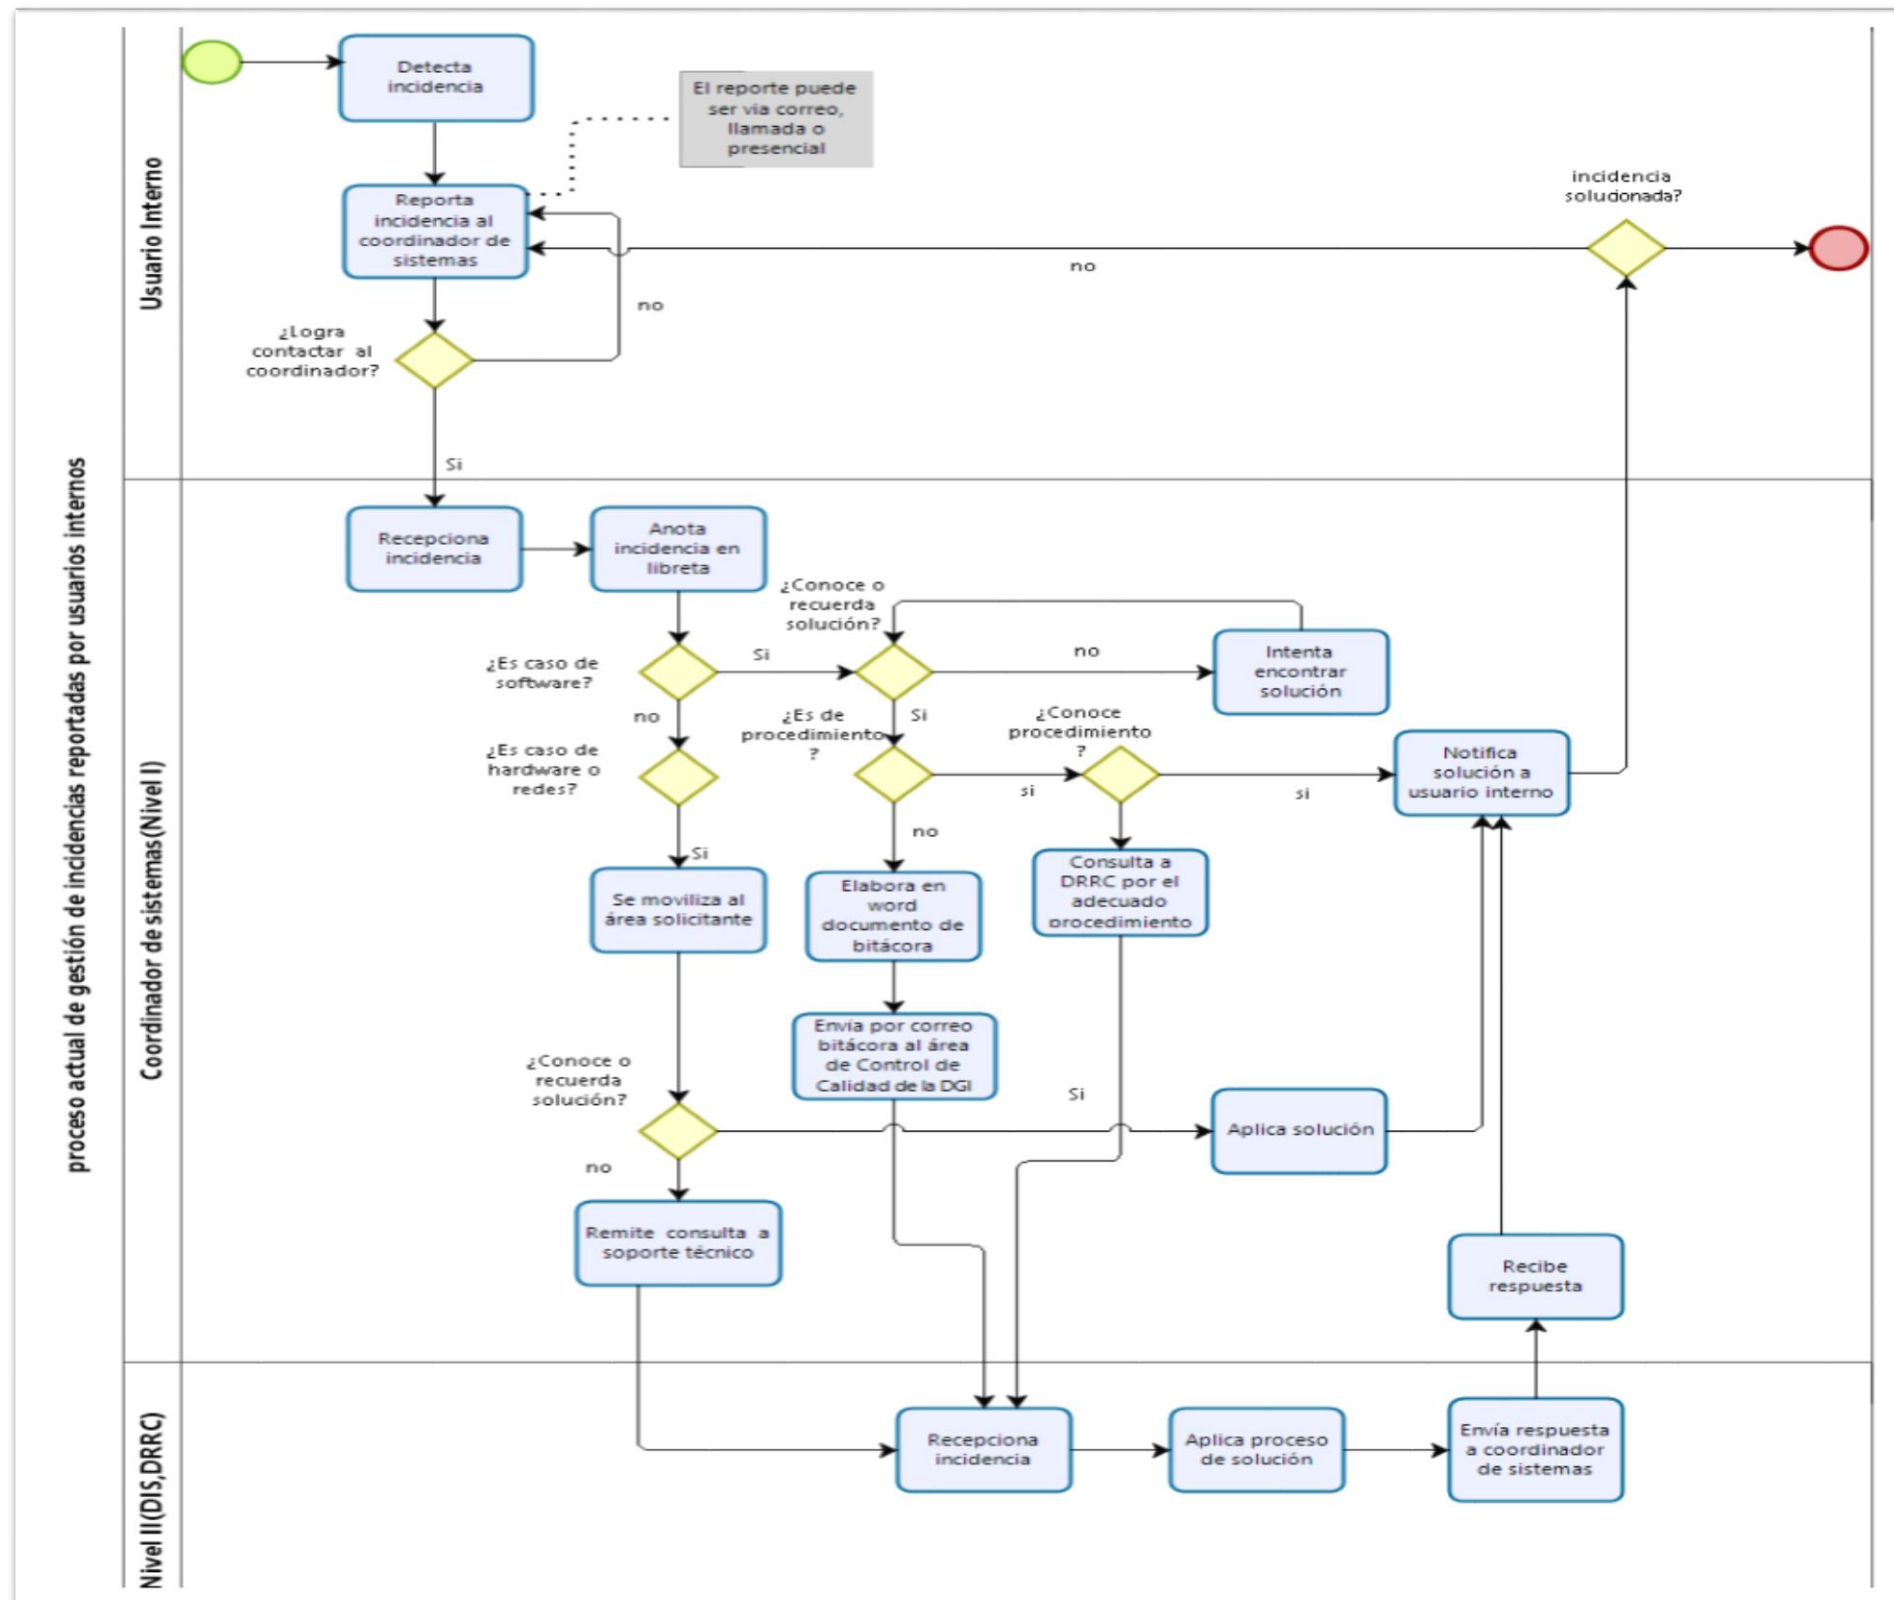 proceso actual de gestión de incidencias reportadas por usuarios internos
Usuario Interno
Detecta
incidencia
El reporte puede
ser via correo,
llamada o
presencial
Reporta
incidencia al
coordinador de
sistemas
incidencia
solucionada?
no
no
¿Logra
contactar al
coordinador?
Si
Coordinador de sistemas(Nivel I)
Recepciona
incidencia
Anota
incidencia en
libreta
¿Conoce o
recuerda
solución?
¿Es caso de
software?
Si
no
Intenta
encontrar
solución
no
¿Es de
procedimiento
?
Si
¿Conoce
procedimiento
?
¿Es caso de
hardware o
redes?
si
si
Notifica
solución a
usuario interno
no
Si
Se moviliza al
área solicitante
Elabora en
word
documento de
bitácora
Consulta a
DRRC por el
adecuado
procedimiento
Envía por correo
bitácora al área
de Control de
Calidad de la DGI
¿Conoce o
recuerda
solución?
Si
Aplica solución
no
Remite consulta a
soporte técnico
Recibe
respuesta
Nivel II(DIS,DRRC)
Recepciona
incidencia
Aplica proceso
de solución
Envía respuesta
a coordinador
de sistemas